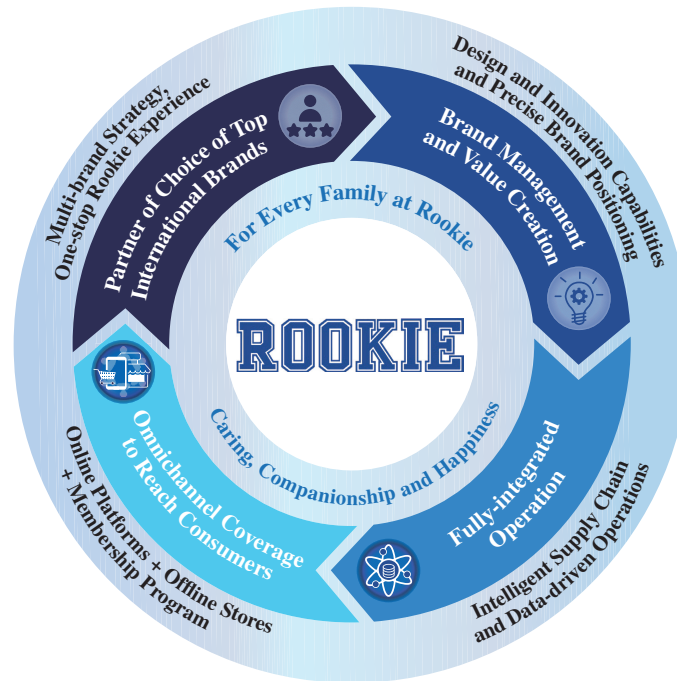 Multi-brand Strategy,
One-stop Rookie Experience
Partner of Choice of Top
International Brands
Design and Innovation Capabilities
and Precise Brand Positioning
Brand Management
and Value Creation
For Every Family at Rookie
ROOKIE
Caring, Companionship and Happiness
Omnichannel Coverage
to Reach Consumers
Online Platforms + Offline Stores
+ Membership Program
Fully-integrated
Operation
Intelligent Supply Chain
and Data-driven Operations